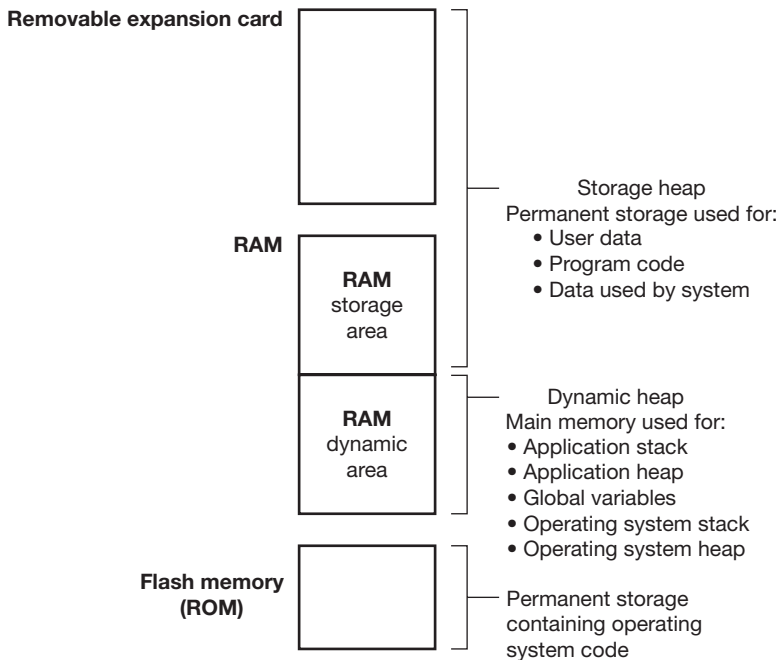 Removable expansion card
Storage heap
Permanent storage used for:
• User data
• Program code
• Data used by system
RAM
RAM
storage
area
RAM
dynamic
area
Dynamic heap
Main memory used for:
• Application stack
• Application heap
• Global variables
• Operating system stack
• Operating system heap
Flash memory
(ROM)
Permanent storage
containing operating
system code